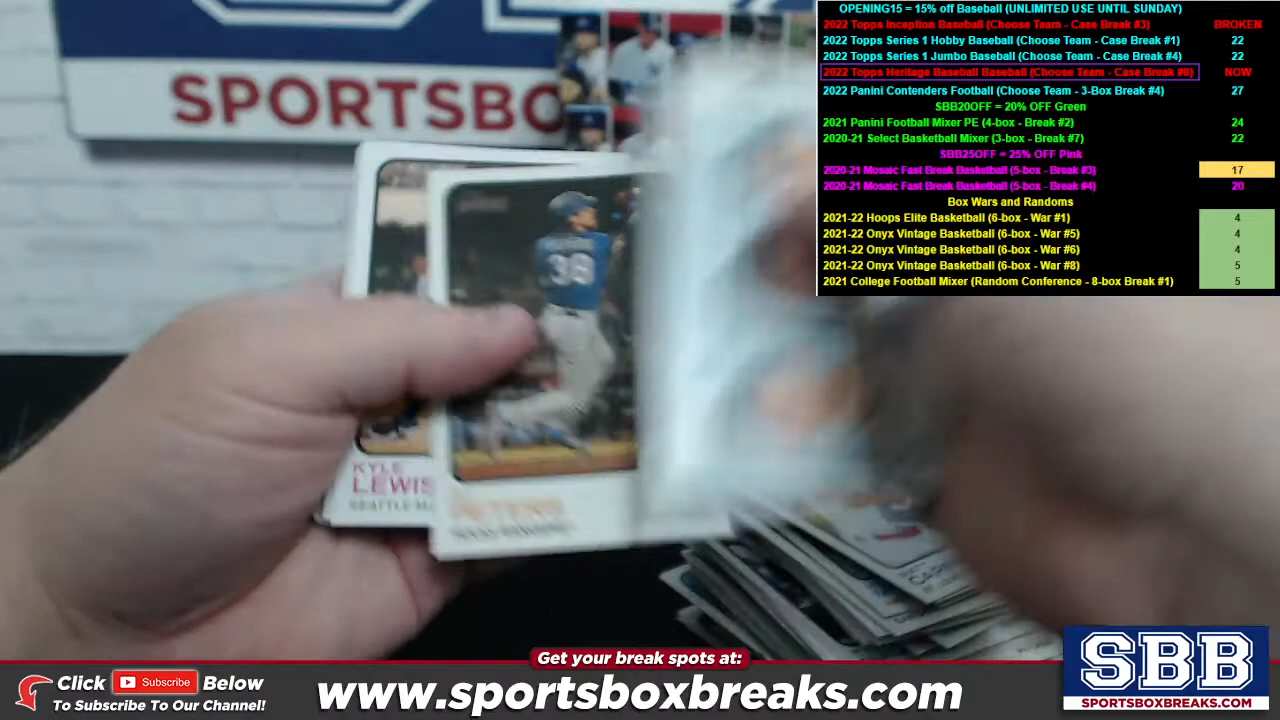 OPENING15 = 15% off Baseball (UNLIMITED USE UNTIL SUNDAY)
2022 Topps Inception Baseball (Choose Team - Case Break #3) BROKEN
2022 Topps Series 1 Hobby Baseball (Choose Team - Case Break #1) 22
2022 Topps Series 1 Jumbo Baseball (Choose Team - Case Break #4) 22
2022 Topps Heritage Baseball Baseball (Choose Team - Case Break #8) NOW
2022 Panini Contenders Football (Choose Team - 3-Box Break #4) 27
SBB20OFF = 20% OFF Green
2021 Panini Football Mixer PE (4-box - Break #2) 24
2020-21 Select Basketball Mixer (3-box - Break #7) 22
SBB25OFF = 25% OFF Pink
2020-21 Mosaic Fast Break Basketball (5-box - Break #3) 17
2020-21 Mosaic Fast Break Basketball (5-box - Break #4) 20
Box Wars and Randoms
2021-22 Hoops Elite Basketball (6-box - War #1) 4
2021-22 Onyx Vintage Basketball (6-box - War #5) 4
2021-22 Onyx Vintage Basketball (6-box - War #6) 4
2021-22 Onyx Vintage Basketball (6-box - War #8) 5
2021 College Football Mixer (Random Conference - 8-box Break #1) 5
SPORTSBO
38
KYLE
LEWIS
SEATTLE MA
Get your break spots at:
Click Subscribe Below
To Subscribe To Our Channel!
www.sportsboxbreaks.com
SBB
SPORTSBOXBREAKS.COM